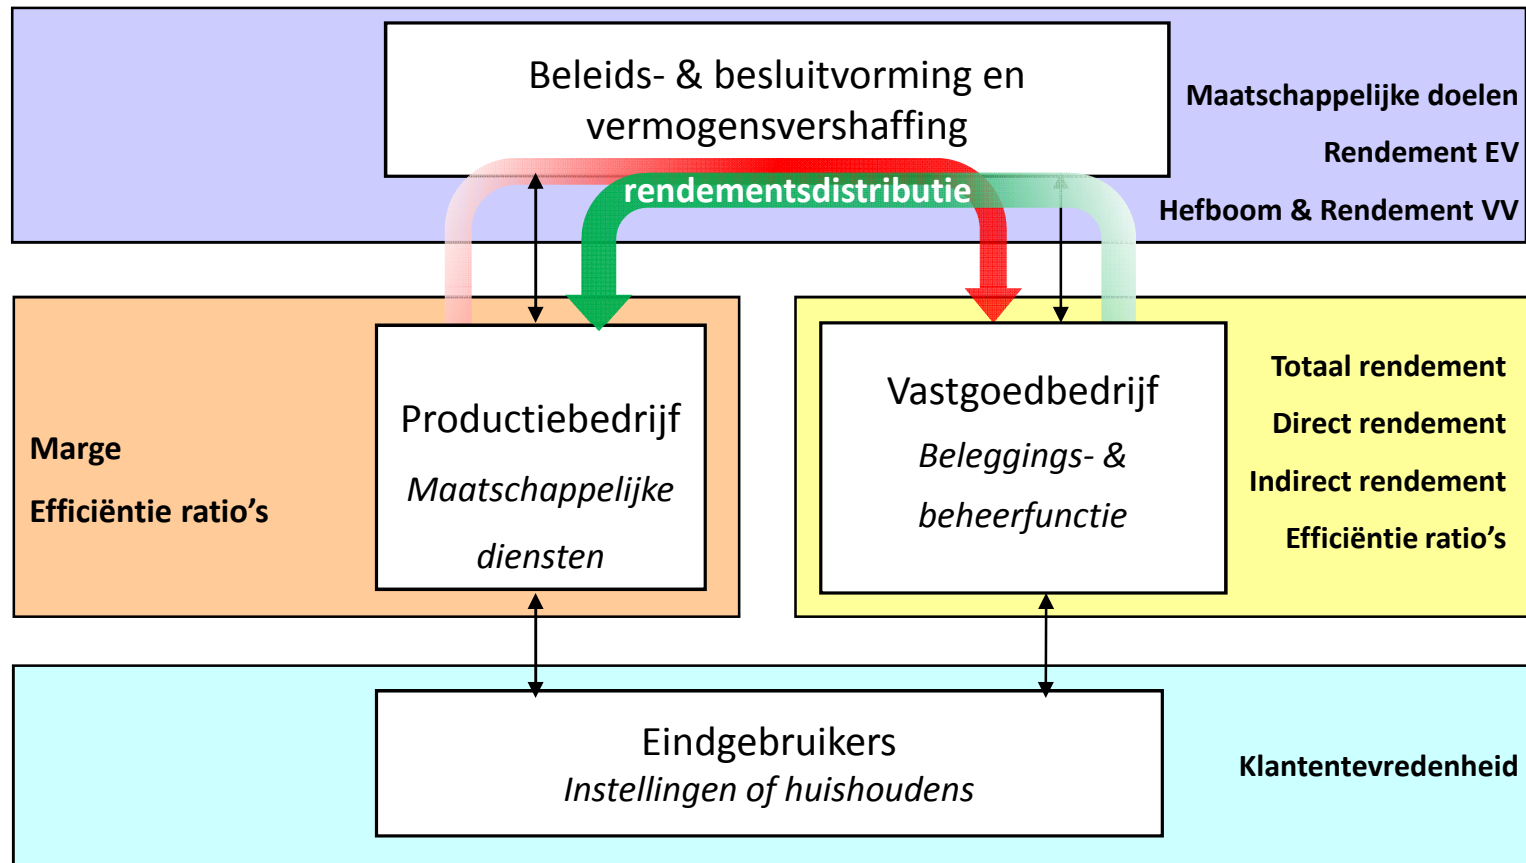 Beleids- & besluitvorming en
vermogensvershaffing
Maatschappelijke doelen
Rendement EV
Hefboom & Rendement VV
rendementsdistributie
Marge
Efficiëntie ratio’s
Productiebedrijf
Maatschappelijke
diensten
Vastgoedbedrijf
Beleggings- &
beheerfunctie
Totaal rendement
Direct rendement
Indirect rendement
Efficiëntie ratio’s
Eindgebruikers
Instellingen of huishoudens
Klantentevredenheid